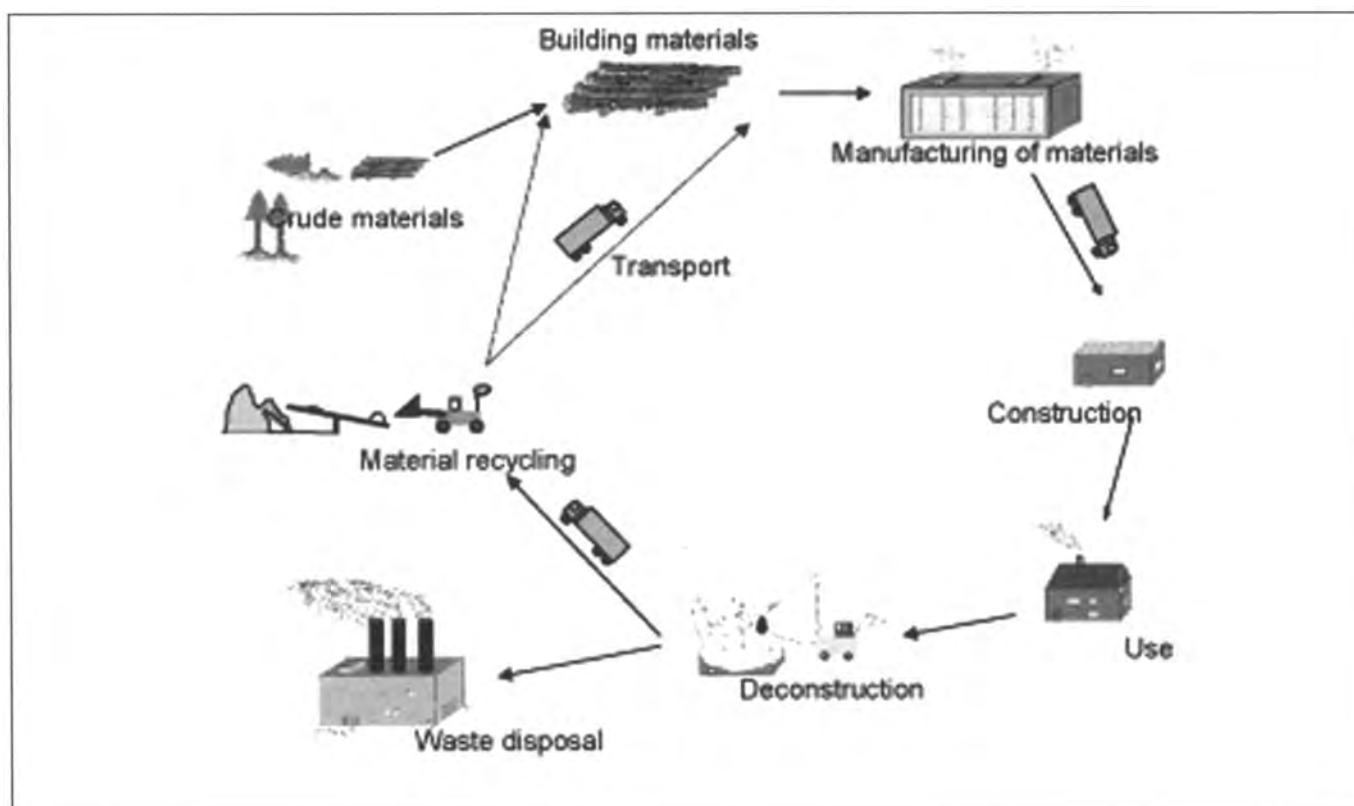 Building materials
Manufacturing of materials
Crude materials
Transport
Construction
Material recycling
Use
Deconstruction
Waste disposal